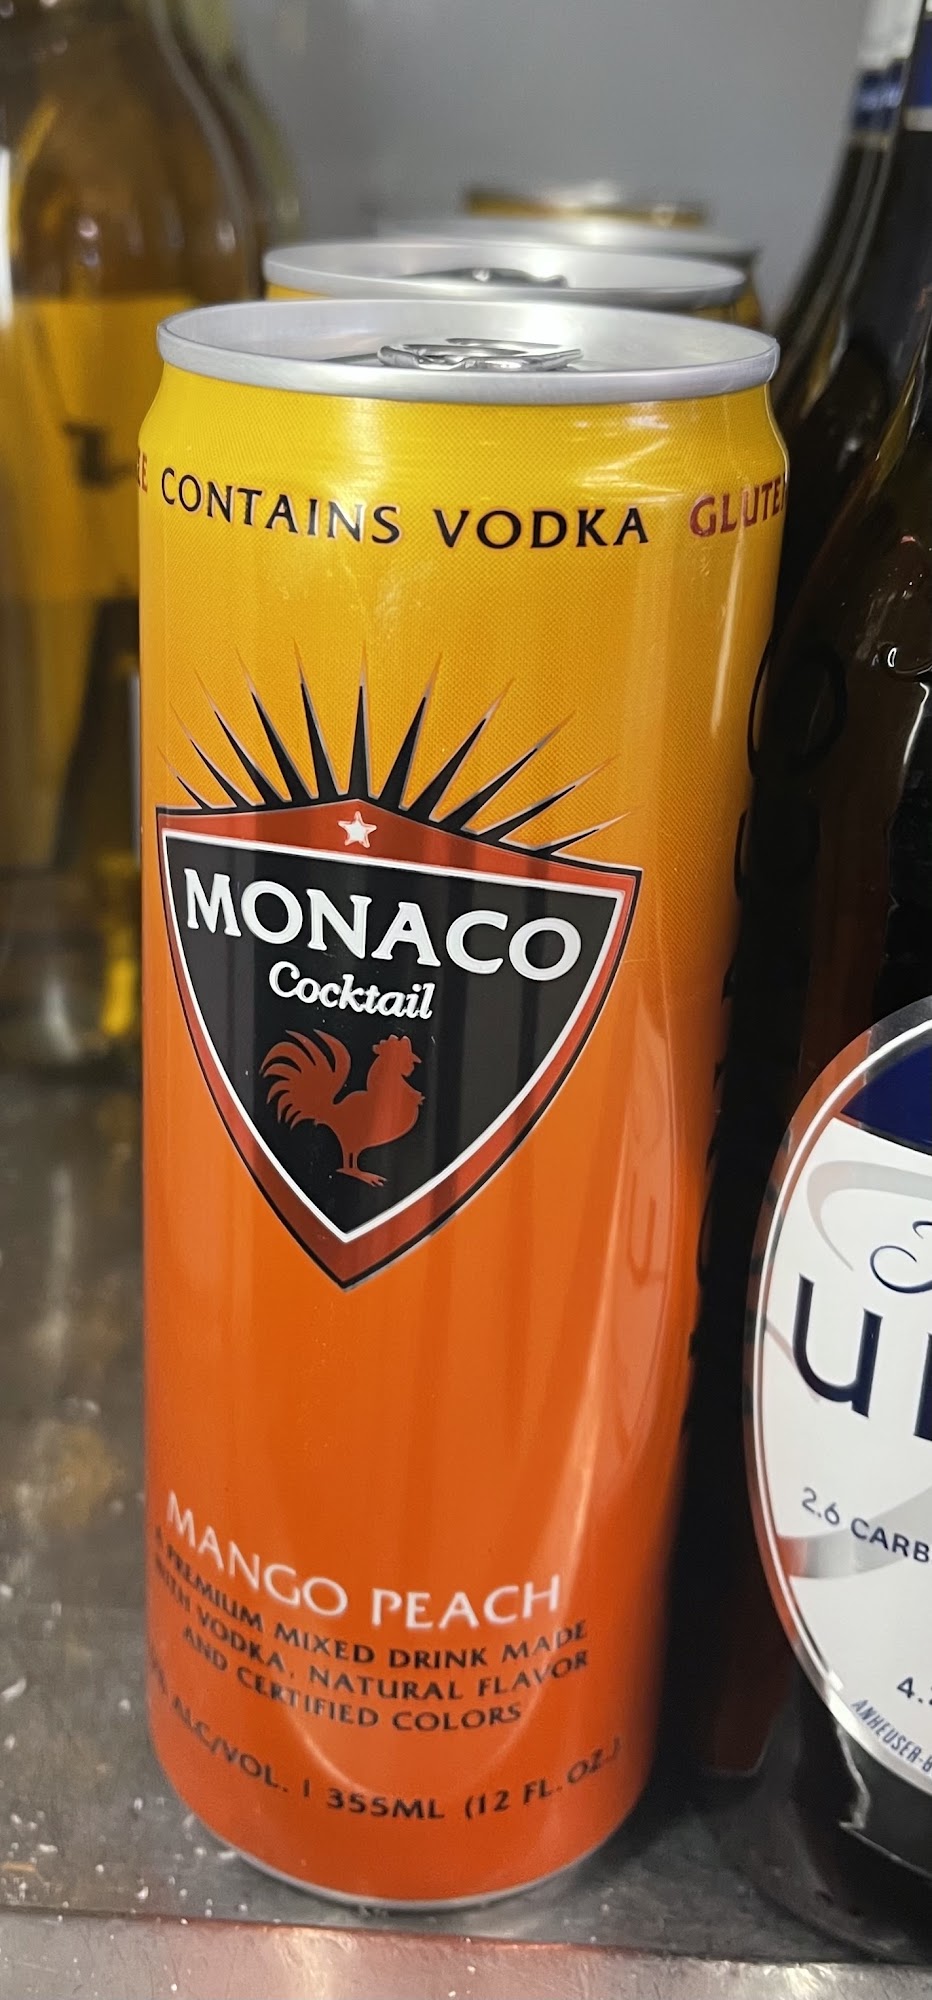 CONTAINS VODKA
MONACO
Cocktail
MANGO PEACH
A PREMIUM MIXED DRINK MADE
WITH VODKA, NATURAL FLAVOR
AND CERTIFIED COLORS
ALC/VOL. | 355ML (12 FL. OZ.)
2.6 CARB